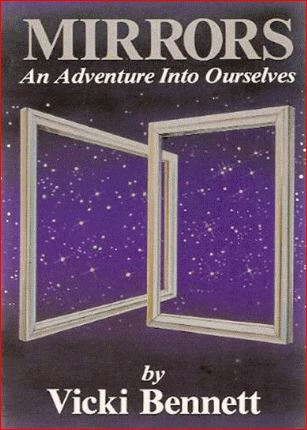 MIRRORS
An Adventure Into Ourselves
by
Vicki Bennett